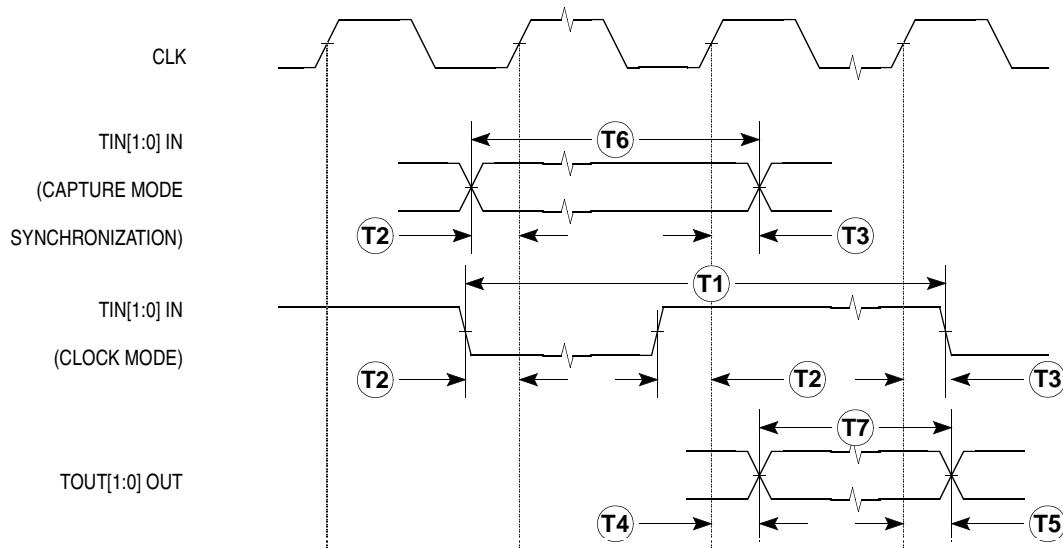 CLK
TIN[1:0] IN
T6
(CAPTURE MODE
SYNCHRONIZATION)
T2
T3
T1
TIN[1:0] IN
(CLOCK MODE)
T2
T2
T3
T7
TOUT[1:0] OUT
T4
T5